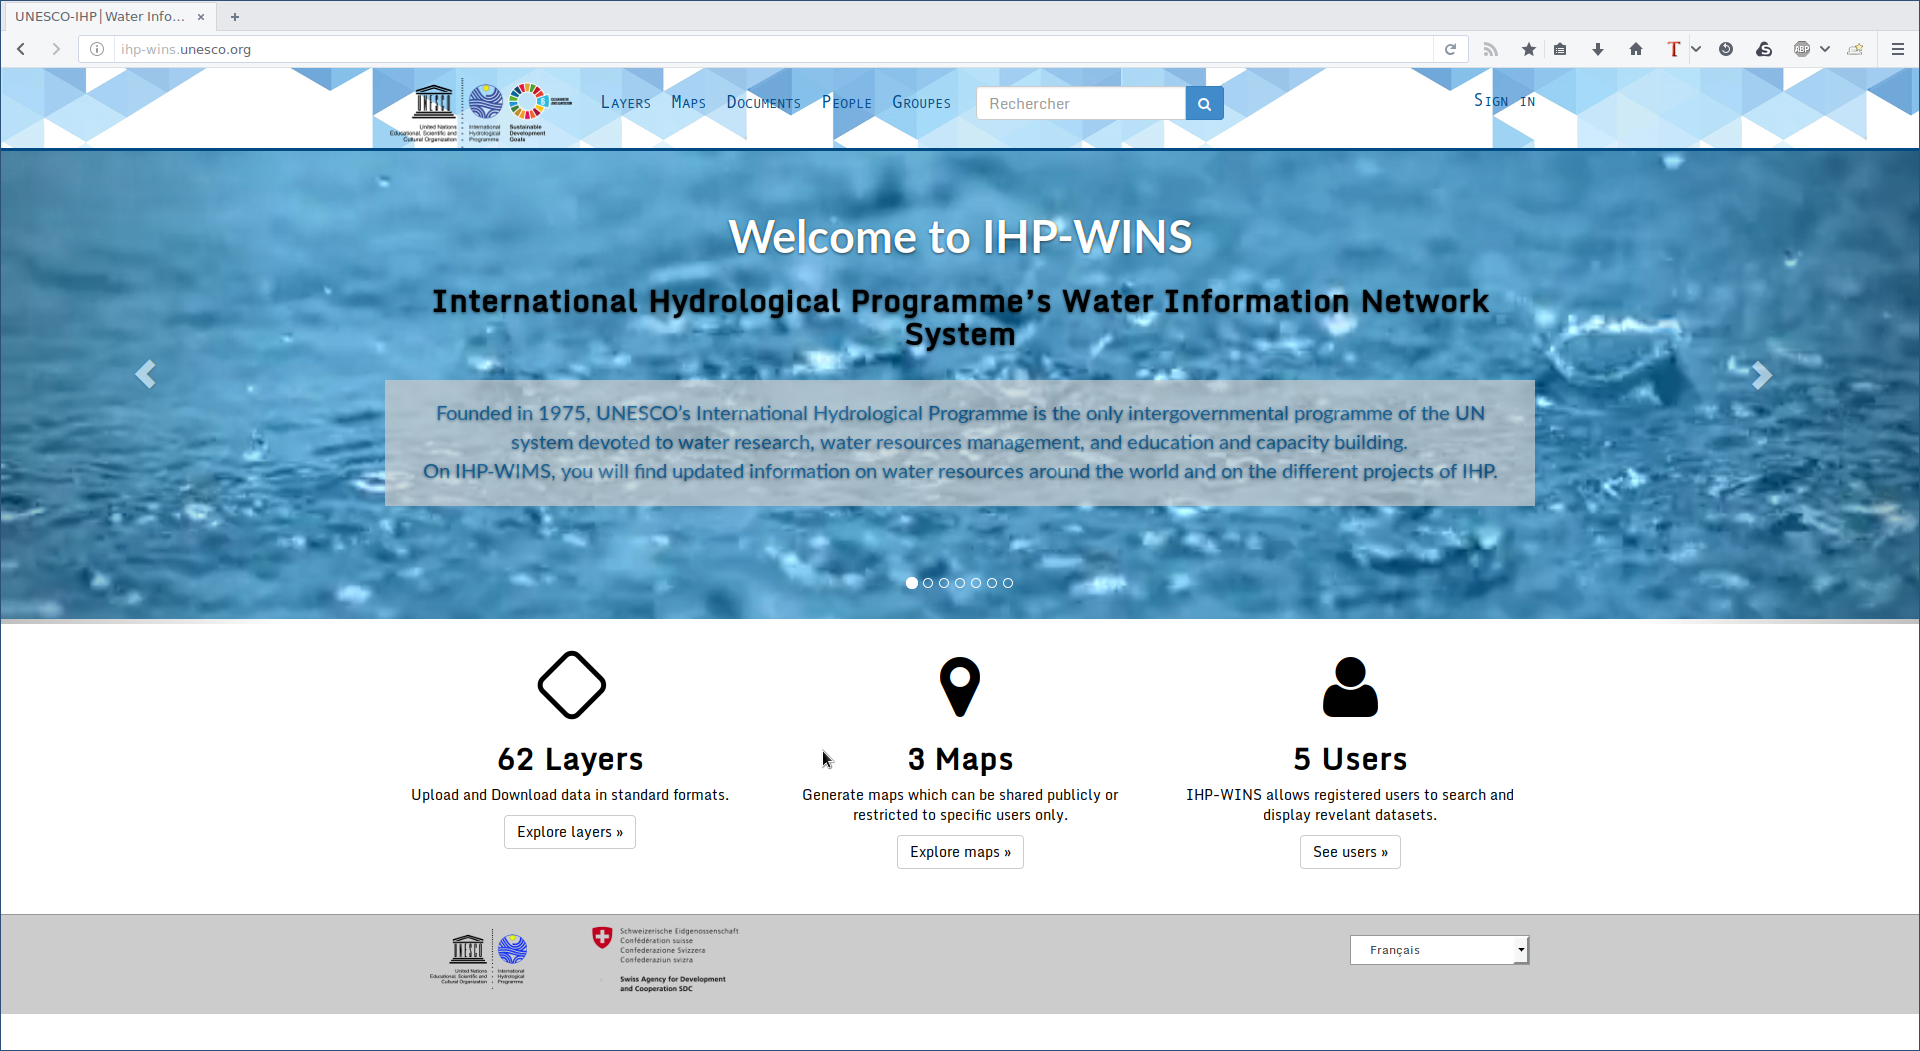 UNESCO-IHP | Water Info...
ihp-wins.unesco.org
UNESCO
United Nations
Educational, Scientific and
Cultural Organization
International
Hydrological
Programme
Sustainable
Development
Goals
Layers Maps Documents People Groupes
Rechercher
Sign in
Welcome to IHP-WINS
International Hydrological Programme's Water Information Network
System
Founded in 1975, UNESCO's International Hydrological Programme is the only intergovernmental programme of the UN
system devoted to water research, water resources management, and education and capacity building.
On IHP-WIMS, you will find updated information on water resources around the world and on the different projects of IHP.
62 Layers
Upload and Download data in standard formats.
Explore layers »
3 Maps
Generate maps which can be shared publicly or
restricted to specific users only.
Explore maps »
5 Users
IHP-WINS allows registered users to search and
display revelant datasets.
See users »
UNESCO
United Nations
Educational, Scientific and
Cultural Organization
International
Hydrological
Programme
Schweizerische Eidgenossenschaft
Confédération suisse
Confederazione Svizzera
Confederaziun svizra
Swiss Agency for Development
and Cooperation SDC
Français